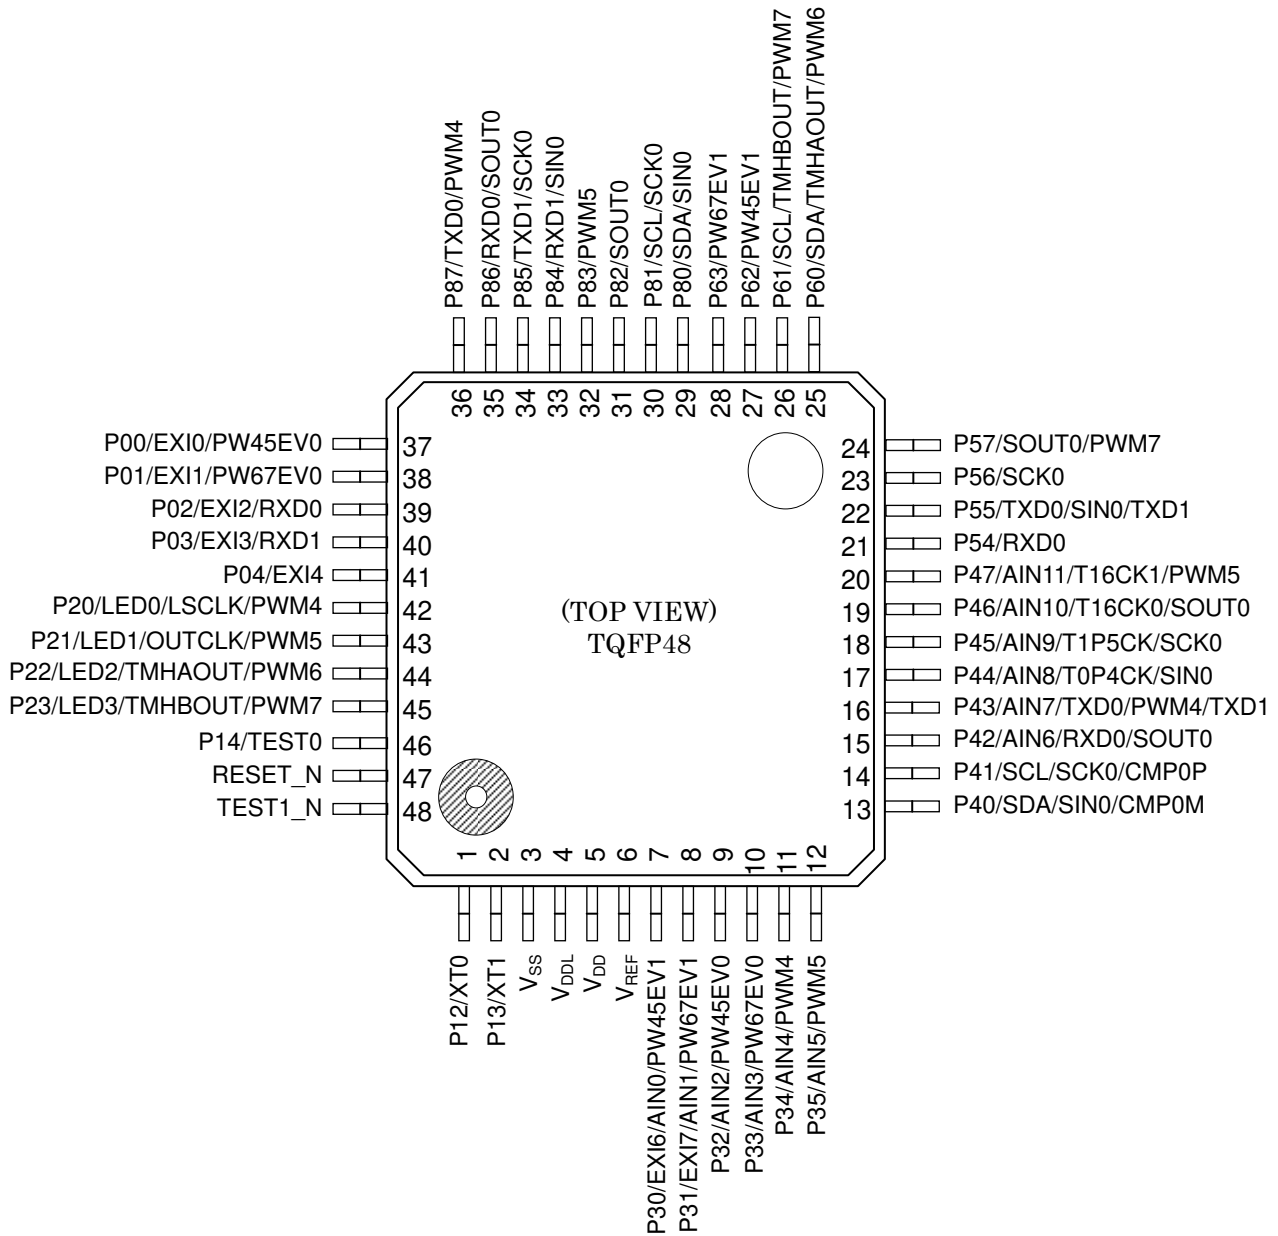 P87/TXD0/PWM4
P86/RXD0/SOUT0
P85/TXD1/SCK0
P84/RXD1/SIN0
P83/PWM5
P82/SOUT0
P81/SCL/SCK0
P80/SDA/SIN0
P63/PW67EV1
P62/PW45EV1
P61/SCL/TMHBOUT/PWM7
P60/SDA/TMHAOUT/PWM6
36
35
34
33
32
31
30
29
28
27
26
25
P00/EXI0/PW45EV0 37
P01/EXI1/PW67EV0 38
P02/EXI2/RXD0 39
P03/EXI3/RXD1 40
P04/EXI4 41
P20/LED0/LSCLK/PWM4 42
P21/LED1/OUTCLK/PWM5 43
P22/LED2/TMHAOUT/PWM6 44
P23/LED3/TMHBOUT/PWM7 45
P14/TEST0 46
RESET_N 47
TEST1_N 48
(TOP VIEW)
TQFP48
24 P57/SOUT0/PWM7
23 P56/SCK0
22 P55/TXD0/SIN0/TXD1
21 P54/RXD0
20 P47/AIN11/T16CK1/PWM5
19 P46/AIN10/T16CK0/SOUT0
18 P45/AIN9/T1P5CK/SCK0
17 P44/AIN8/T0P4CK/SIN0
16 P43/AIN7/TXD0/PWM4/TXD1
15 P42/AIN6/RXD0/SOUT0
14 P41/SCL/SCK0/CMP0P
13 P40/SDA/SIN0/CMP0M
1
2
3
4
5
6
7
8
9
10
11
12
P12/XT0
P13/XT1
VSS
VDDL
VDD
VREF
P30/EXI6/AIN0/PW45EV1
P31/EXI7/AIN1/PW67EV1
P32/AIN2/PW45EV0
P33/AIN3/PW67EV0
P34/AIN4/PWM4
P35/AIN5/PWM5